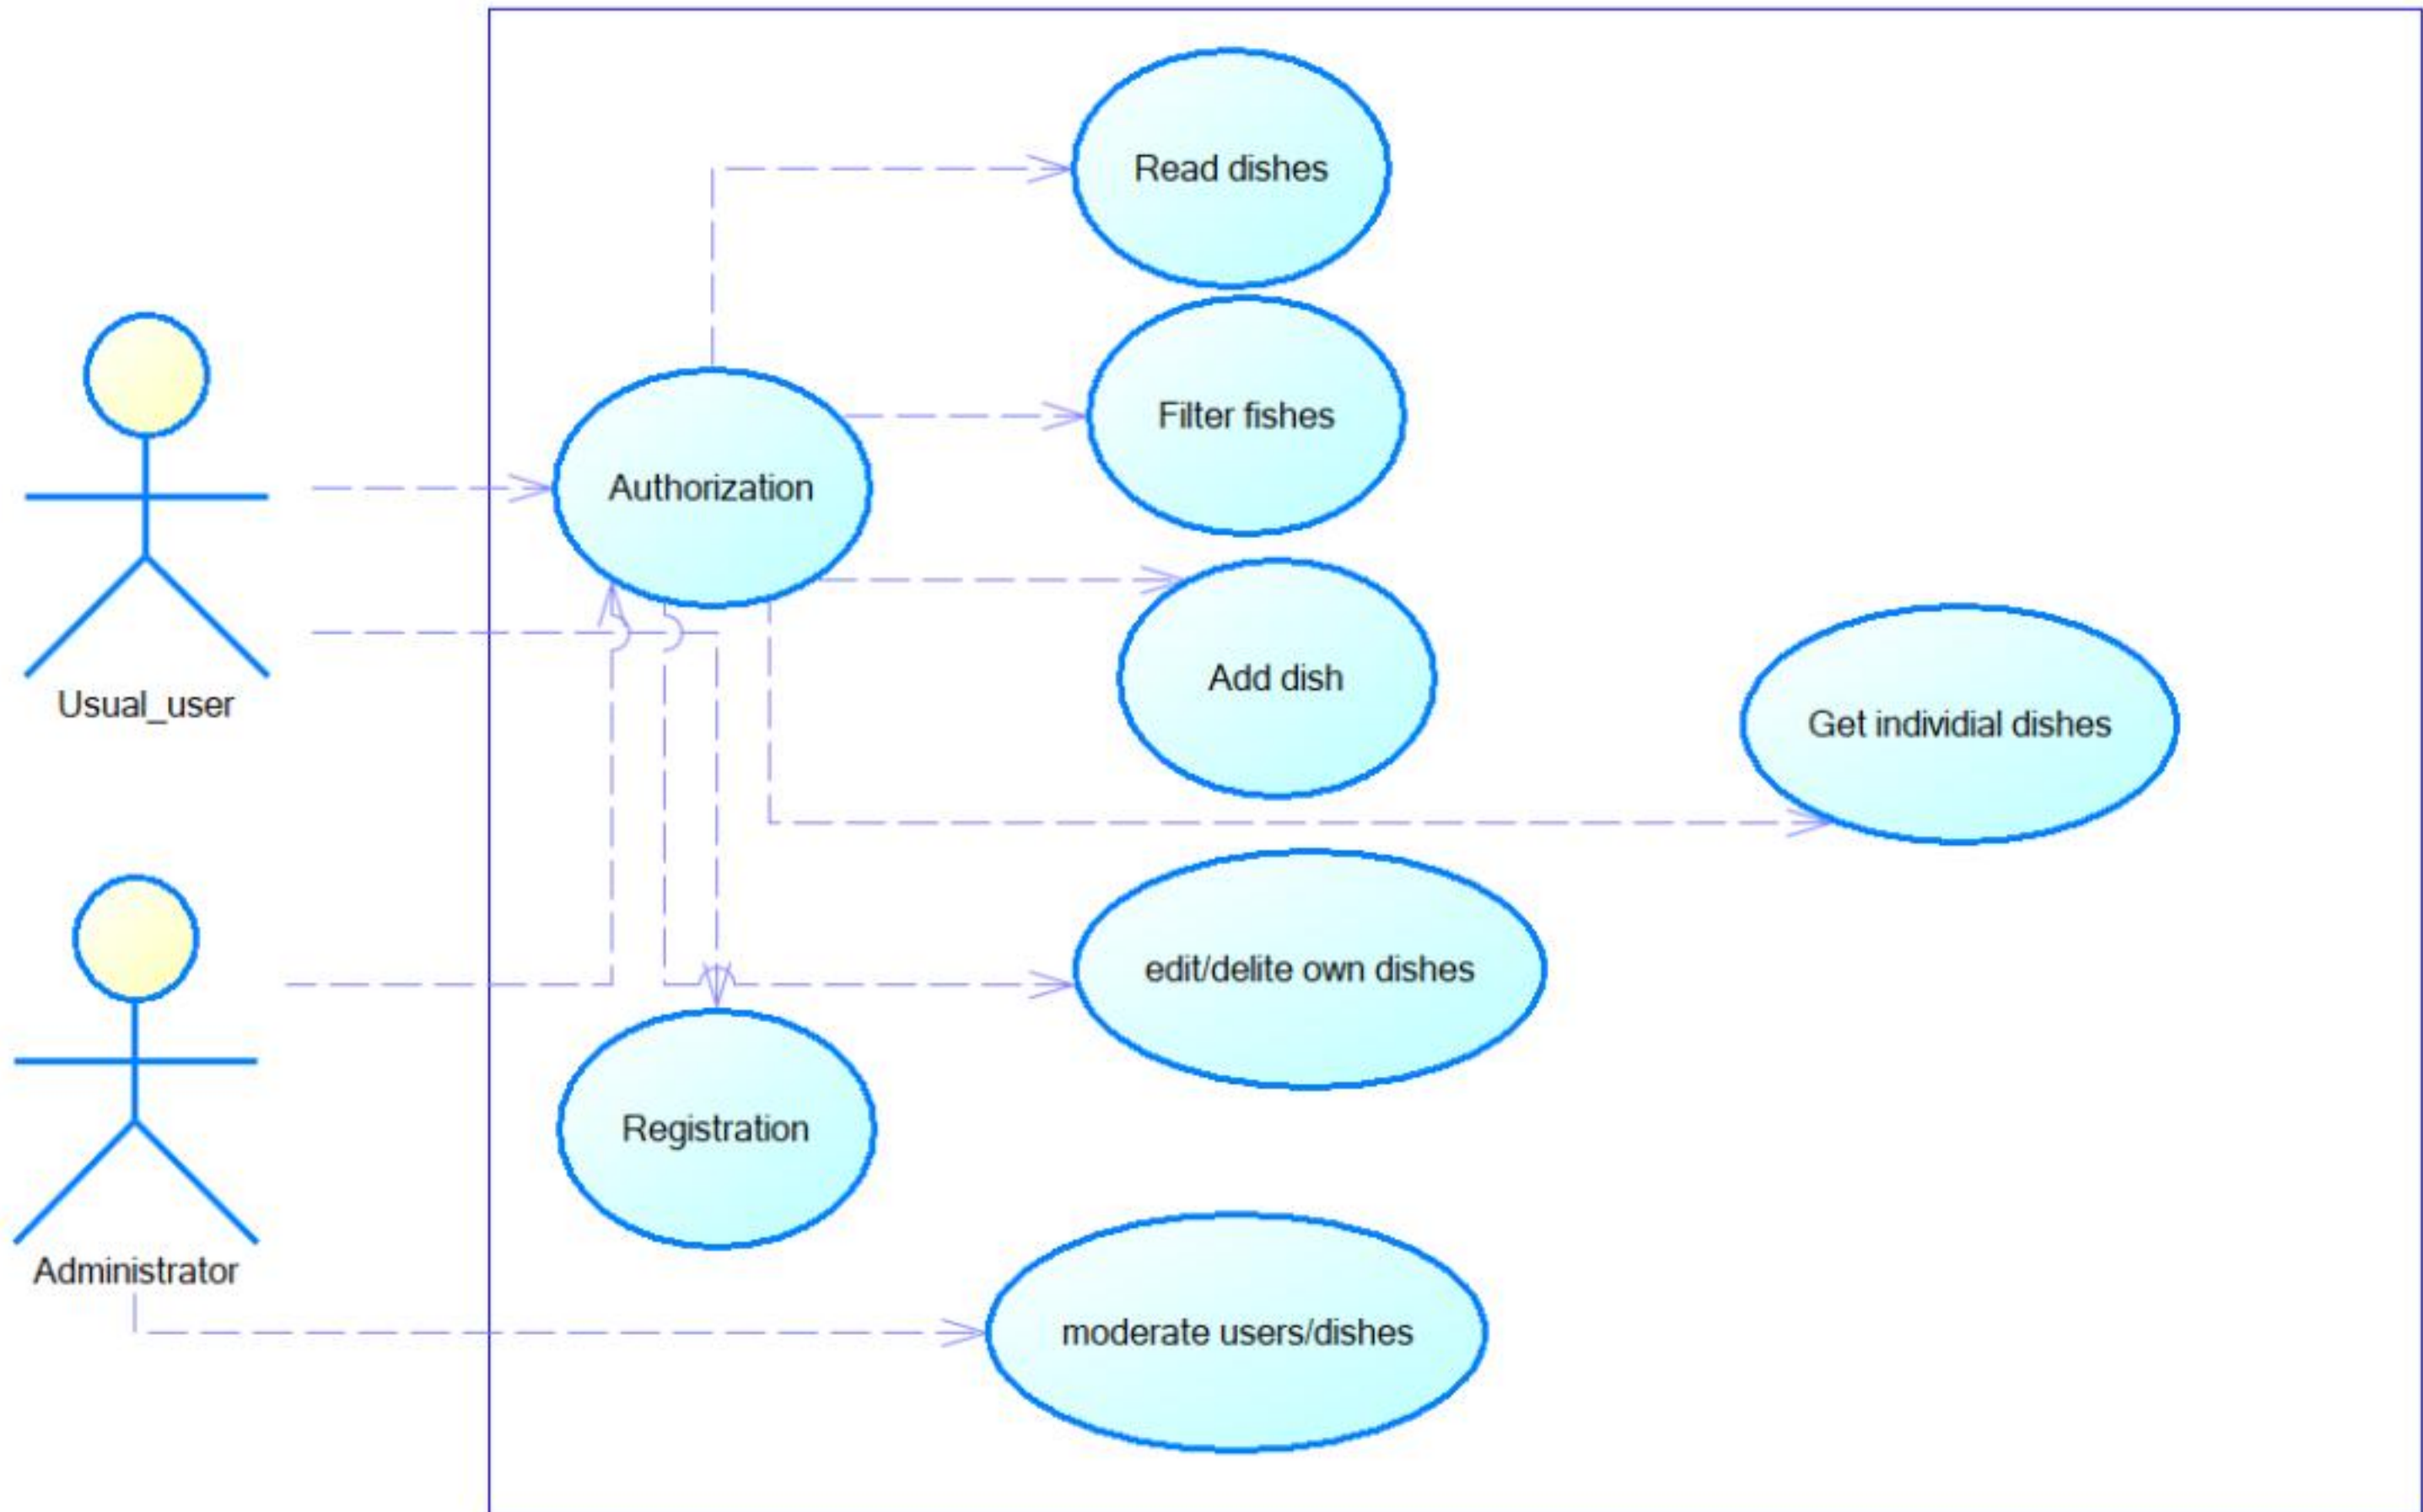 Read dishes
Filter fishes
Authorization
Add dish
Usual_user
Get individial dishes
edit/delite own dishes
Registration
Administrator
moderate users/dishes